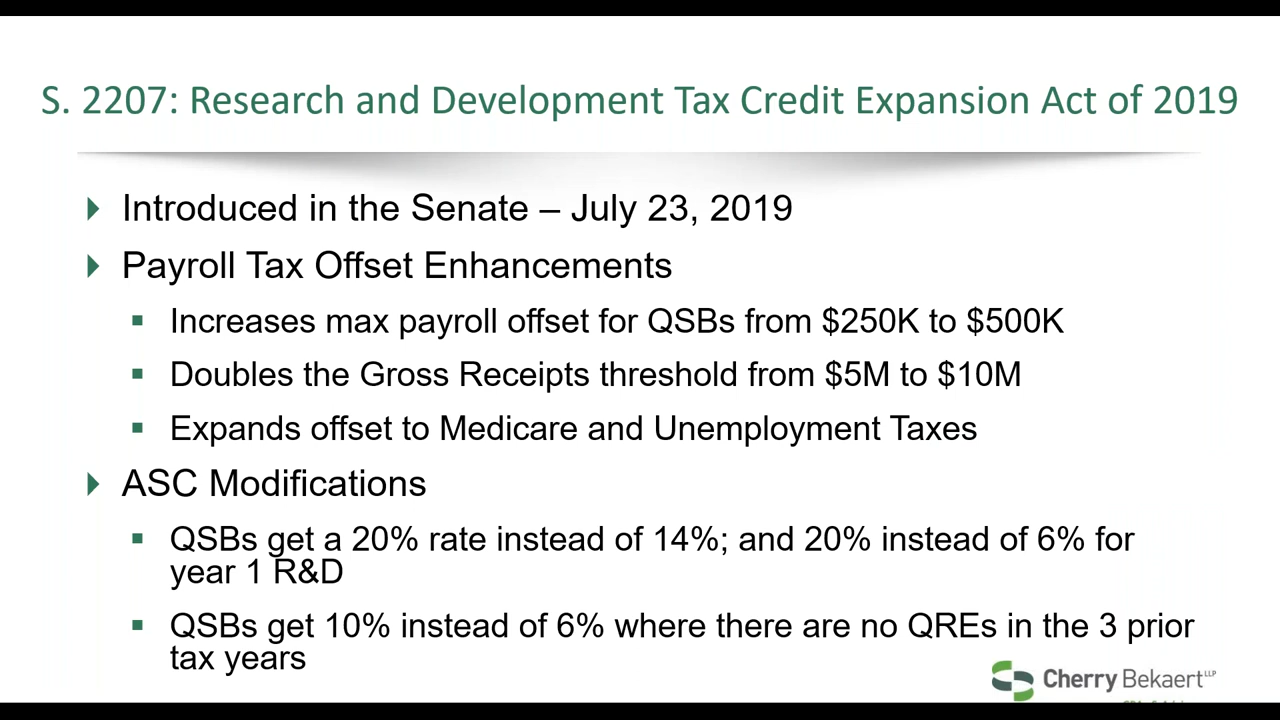 S. 2207: Research and Development Tax Credit Expansion Act of 2019
Introduced in the Senate – July 23, 2019
Payroll Tax Offset Enhancements
Increases max payroll offset for QSBs from $250K to $500K
Doubles the Gross Receipts threshold from $5M to $10M
Expands offset to Medicare and Unemployment Taxes
ASC Modifications
QSBs get a 20% rate instead of 14%; and 20% instead of 6% for
year 1 R&D
QSBs get 10% instead of 6% where there are no QREs in the 3 prior
tax years
Cherry Bekaert LLP